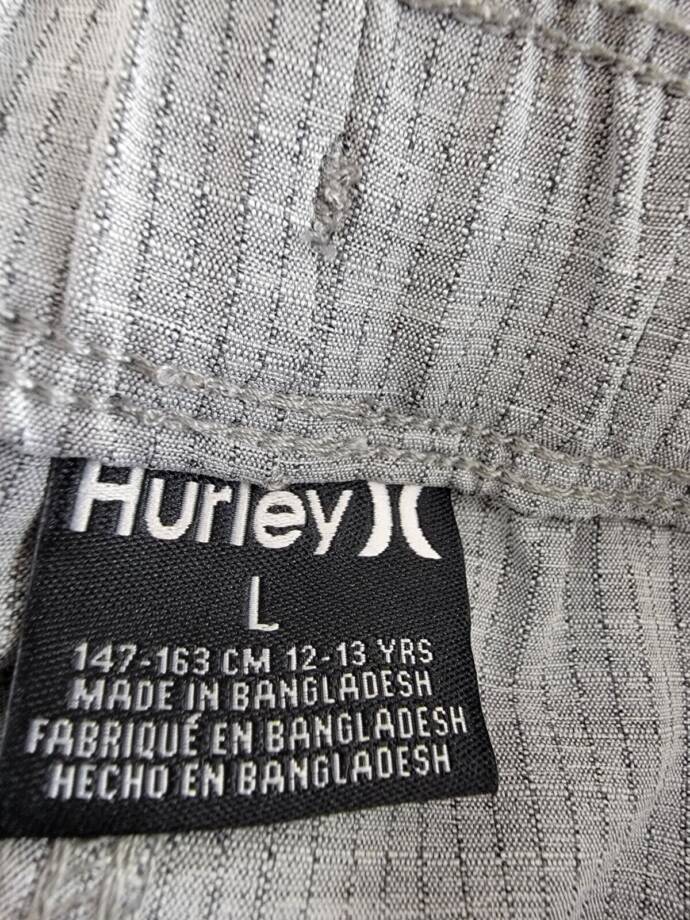 Hurley
L
147-163 CM 12-13 YRS
MADE IN BANGLADESH
FABRIQUÉ EN BANGLADESH
HECHO EN BANGLADESH